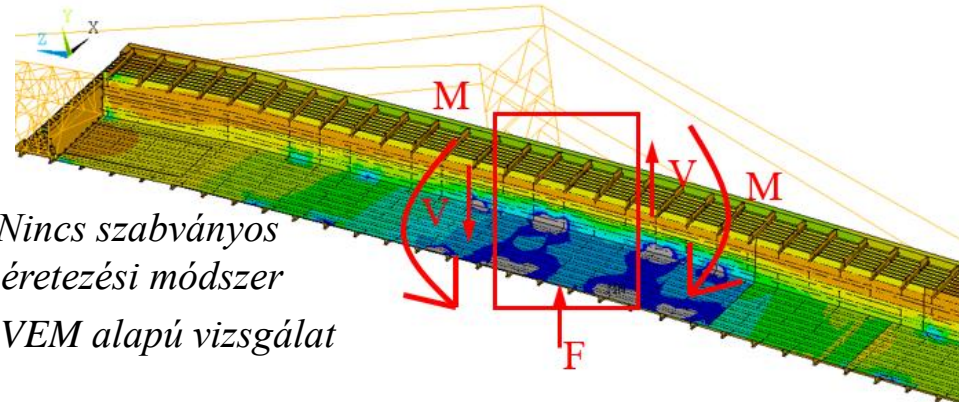 Y
Z X
M
V M
V
Nincs szabványos
éretezési módszer
VEM alapú vizsgálat
F